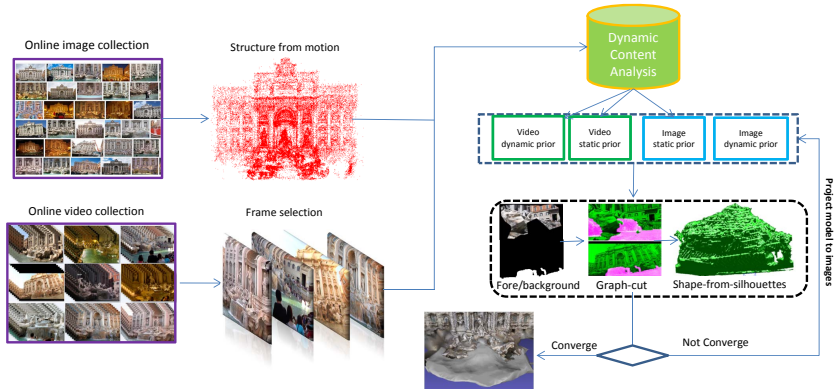 Online image collection
Structure from motion
Dynamic
Content
Analysis
Video
dynamic prior
Video
static prior
Image
static prior
Image
dynamic prior
Online video collection
Frame selection
Project model to images
Fore/background
Graph-cut
Shape-from-silhouettes
Converge
Not Converge